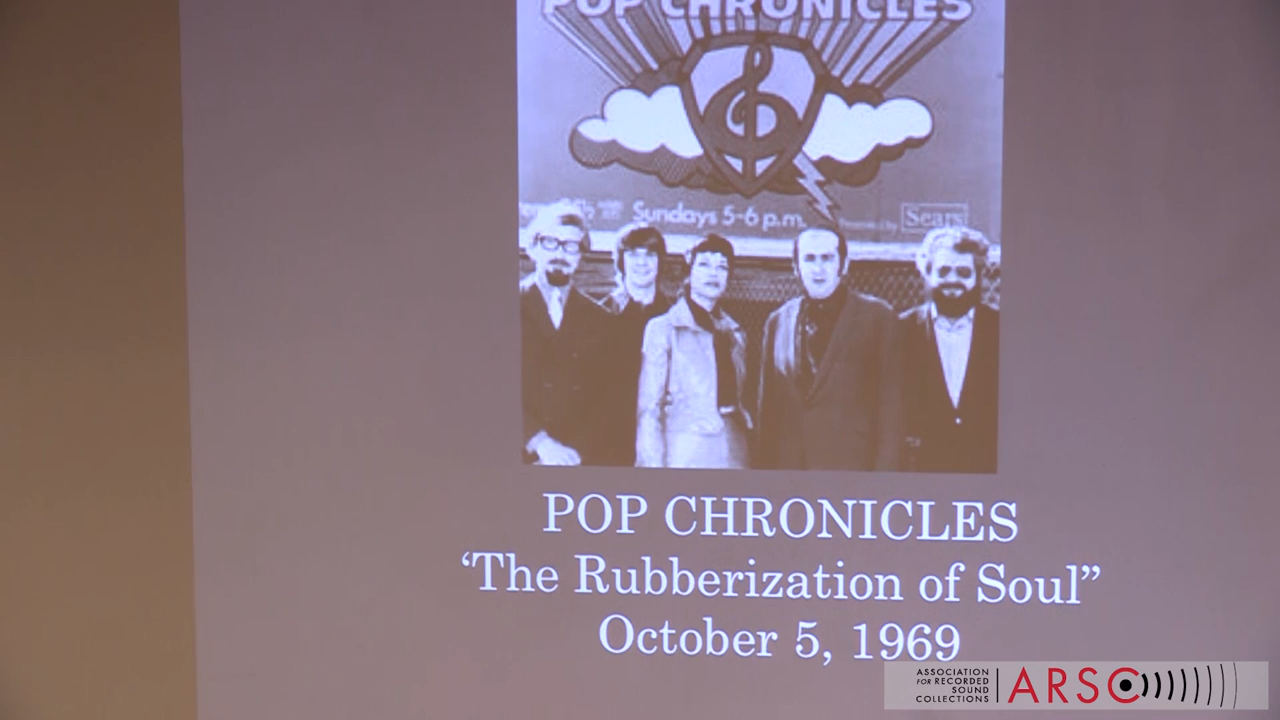 POP CHRONICLES
Sundays 5-6 p.m.
Sears
POP CHRONICLES
‘The Rubberization of Soul”
October 5, 1969
ASSOCIATION
FOR RECORDED
SOUND
COLLECTIONS
ARSC